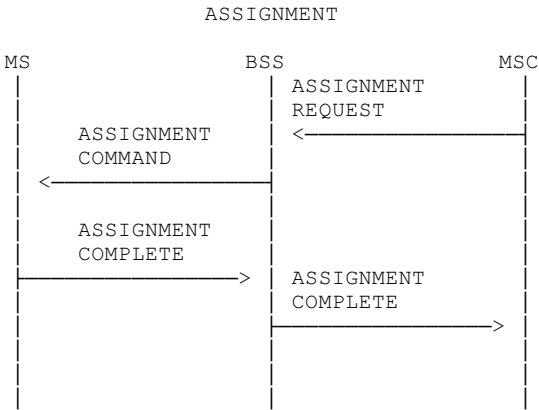 ASSIGNMENT
MS BSS MSC
ASSIGNMENT
REQUEST
ASSIGNMENT
COMMAND
ASSIGNMENT
COMPLETE
ASSIGNMENT
COMPLETE